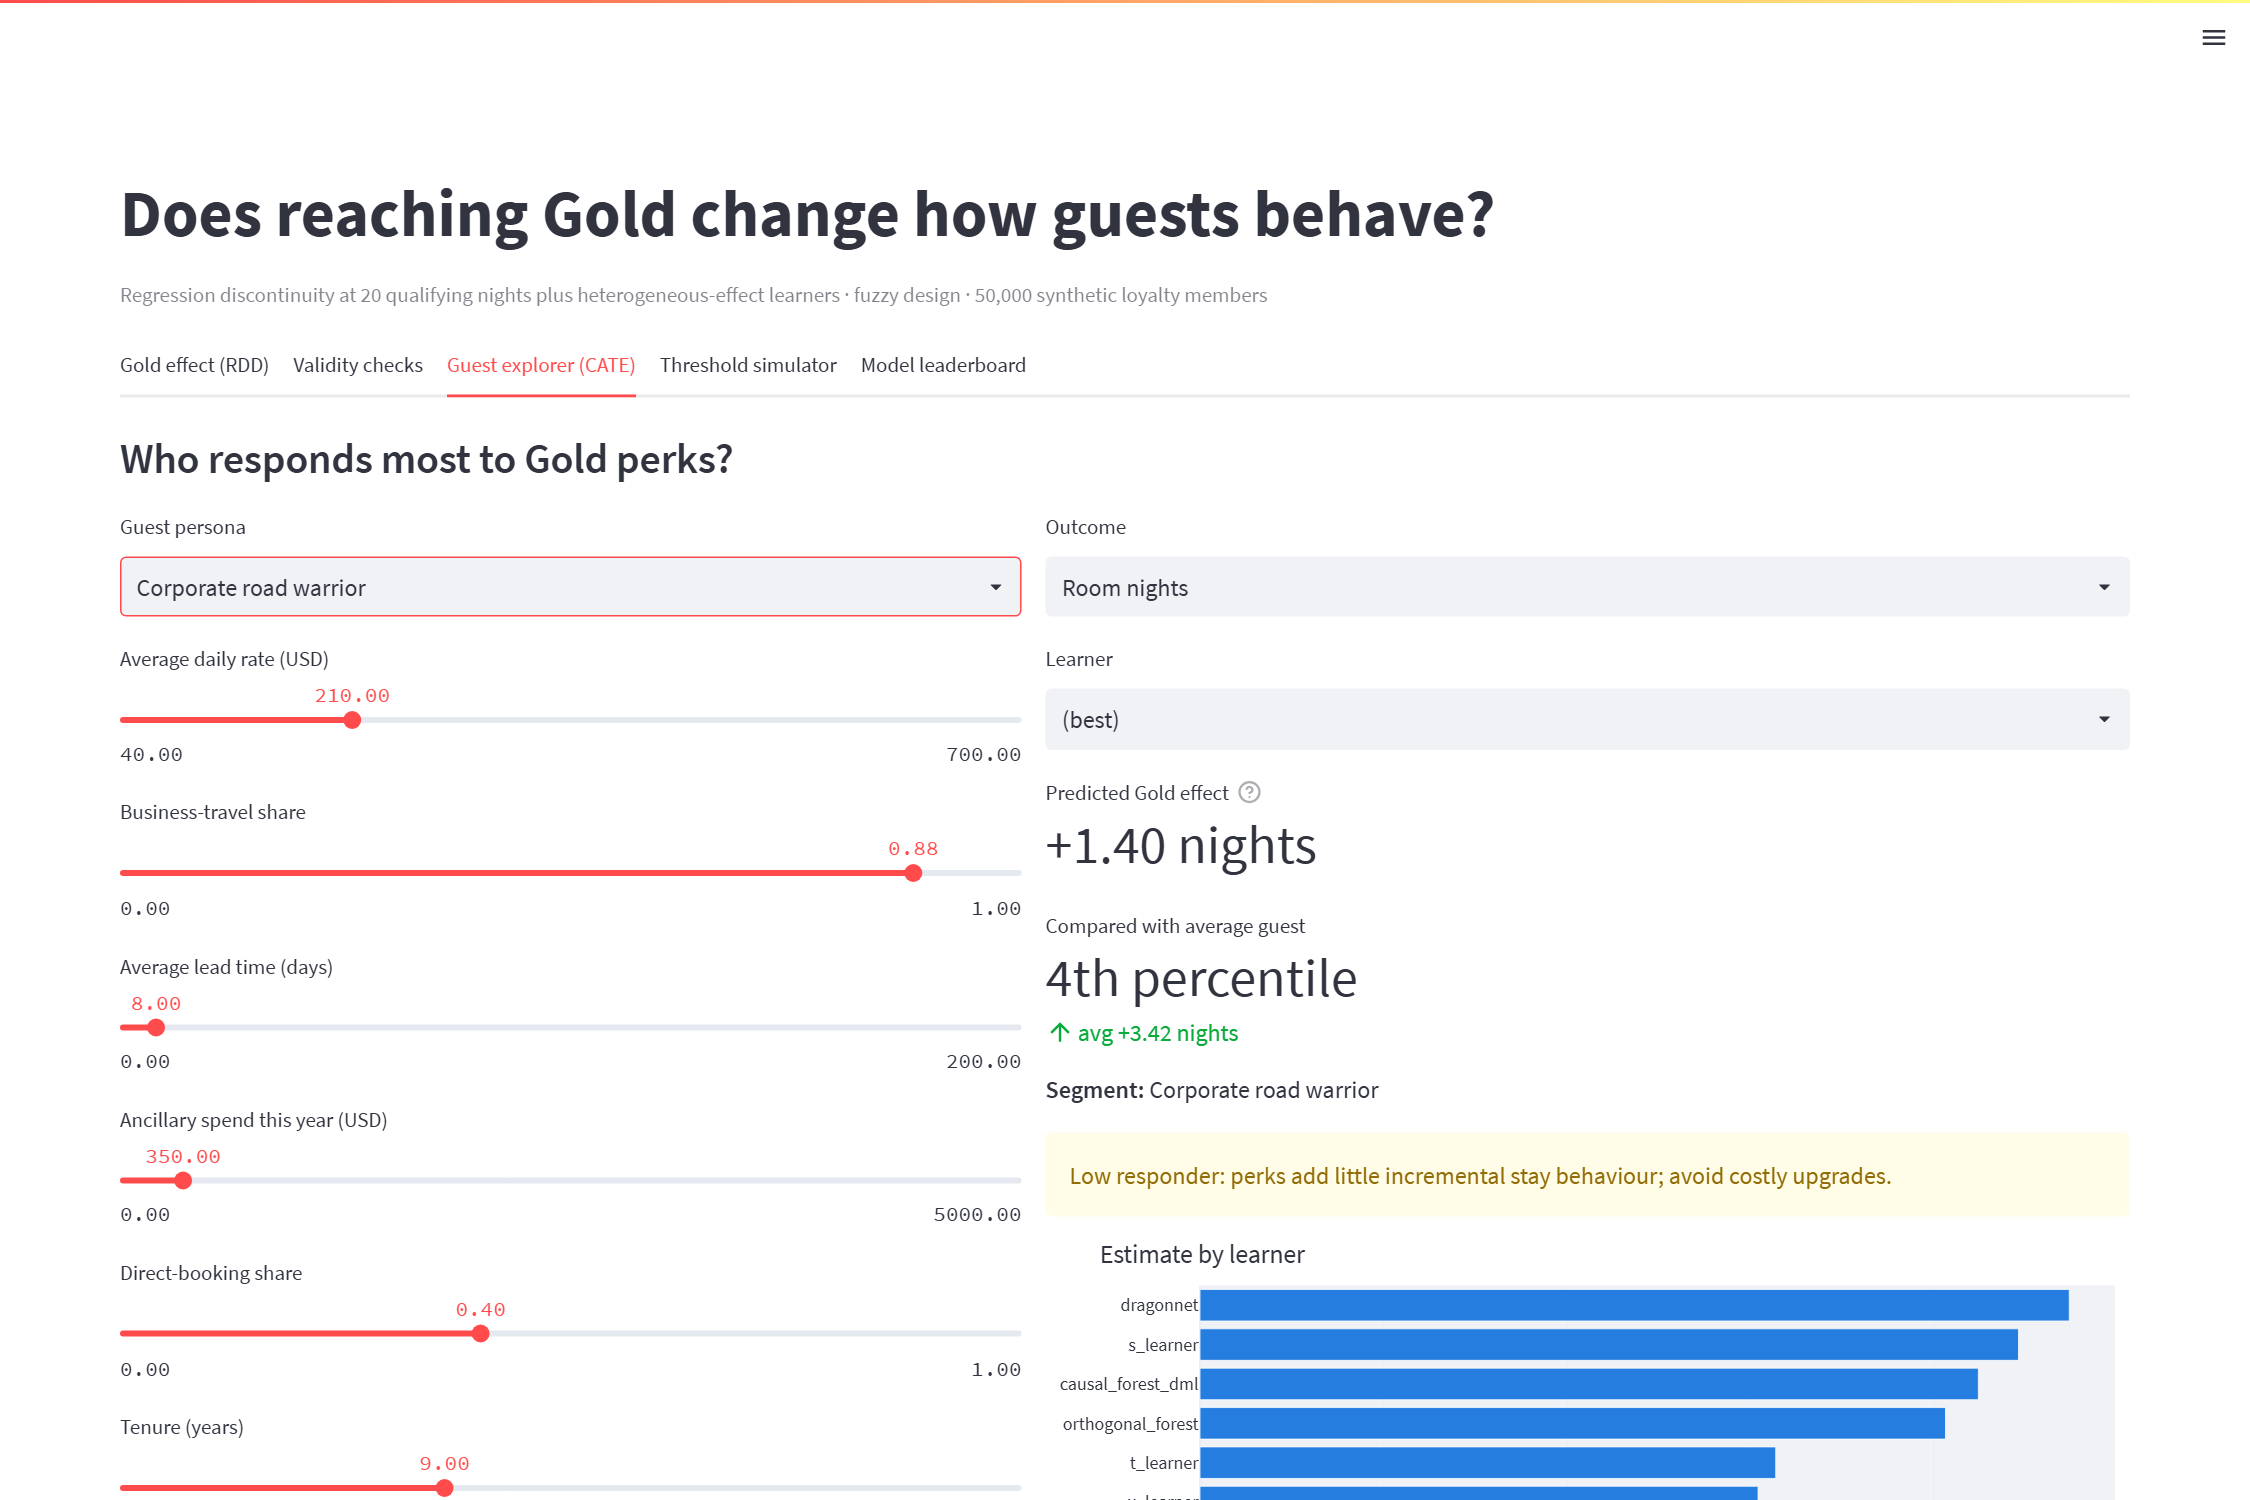 Does reaching Gold change how guests behave?
Regression discontinuity at 20 qualifying nights plus heterogeneous-effect learners · fuzzy design · 50,000 synthetic loyalty members
Gold effect (RDD) Validity checks Guest explorer (CATE) Threshold simulator Model leaderboard
Who responds most to Gold perks?
Guest persona
Corporate road warrior
Average daily rate (USD)
210.00
40.00 700.00
Business-travel share
0.88
0.00 1.00
Average lead time (days)
8.00
0.00 200.00
Ancillary spend this year (USD)
350.00
0.00 5000.00
Direct-booking share
0.40
0.00 1.00
Tenure (years)
9.00
Outcome
Room nights
Learner
(best)
Predicted Gold effect
+1.40 nights
Compared with average guest
4th percentile
avg +3.42 nights
Segment: Corporate road warrior
Low responder: perks add little incremental stay behaviour; avoid costly upgrades.
Estimate by learner
dragonnet
s_learner
causal_forest_dml
orthogonal_forest
t_learner